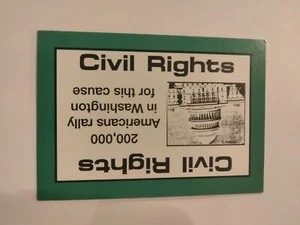 Civil Rights
200,000
Americans rally
in Washington
for this cause
Civil Rights